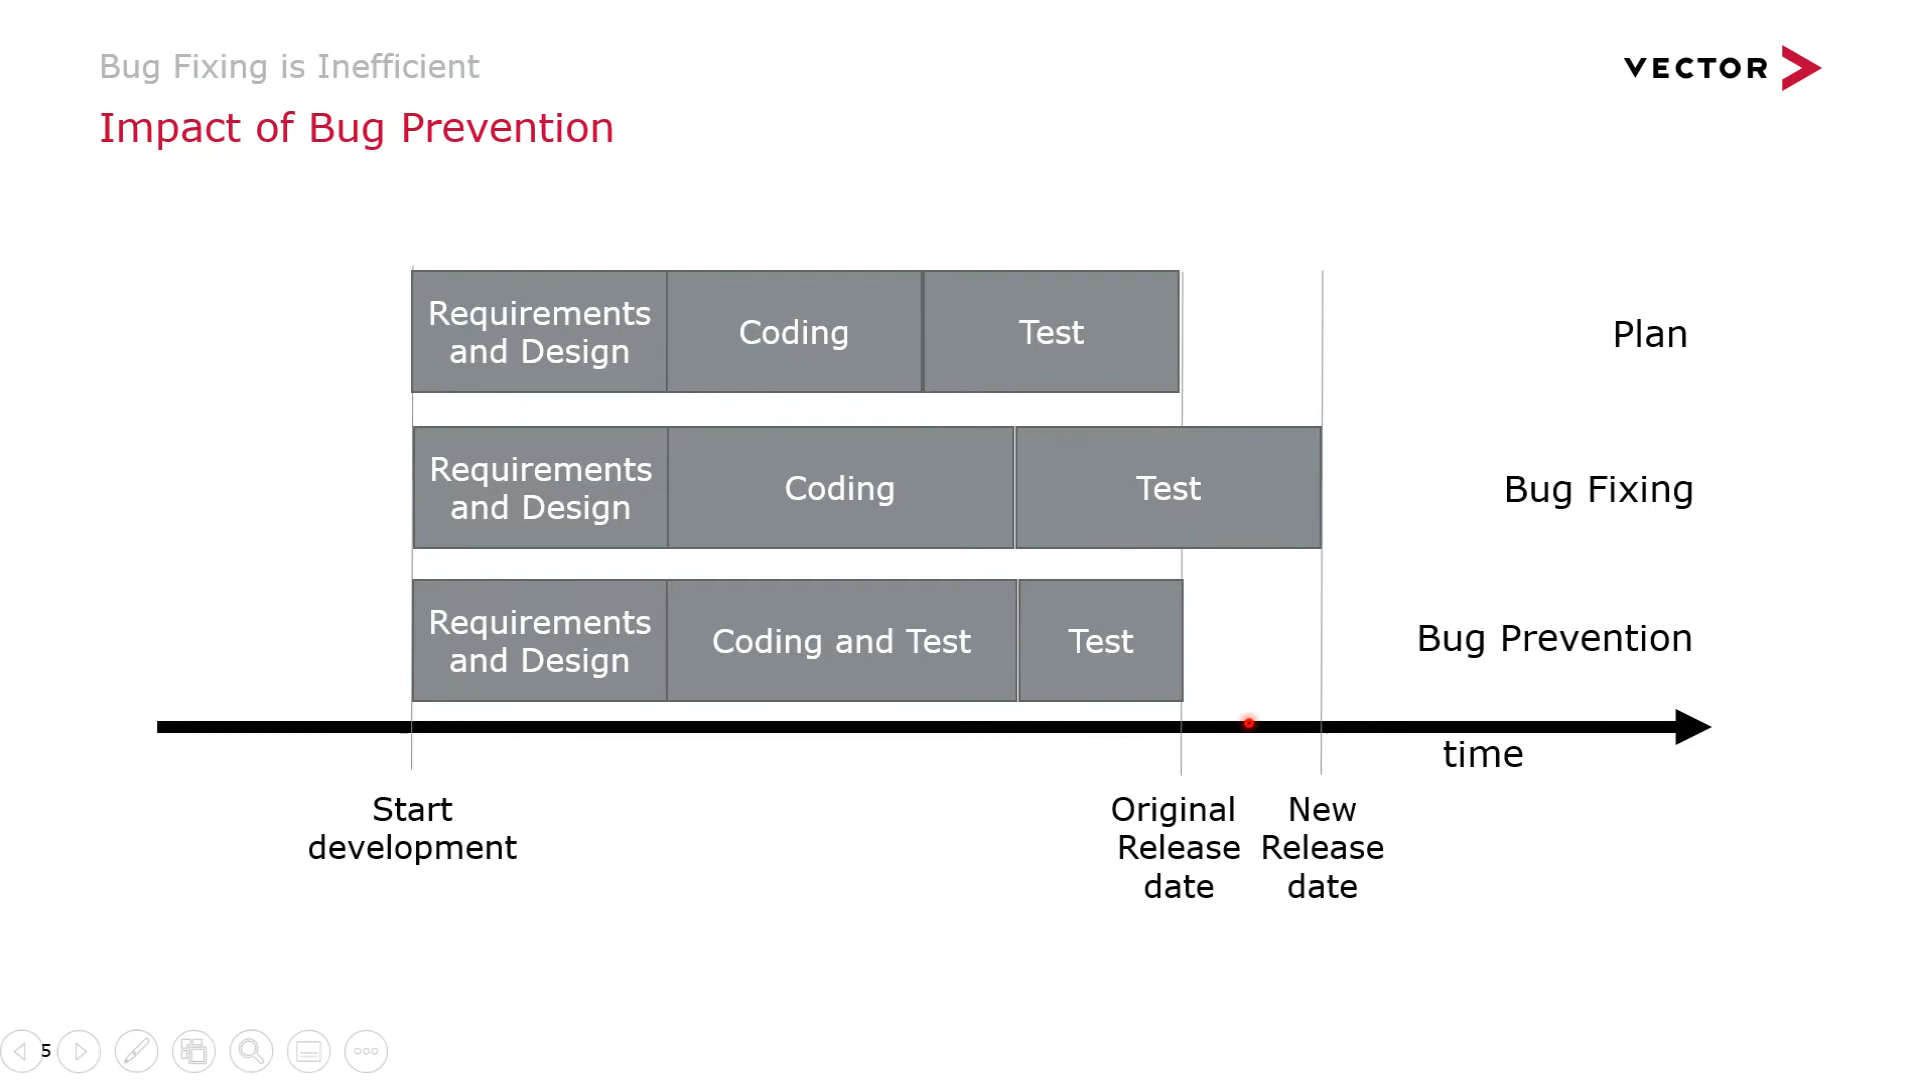 Bug Fixing is Inefficient
VECTOR
Impact of Bug Prevention
Requirements
and Design
Coding
Test
Plan
Requirements
and Design
Coding
Test
Bug Fixing
Requirements
and Design
Coding and Test
Test
Bug Prevention
time
Start
development
Original
Release
date
New
Release
date
5